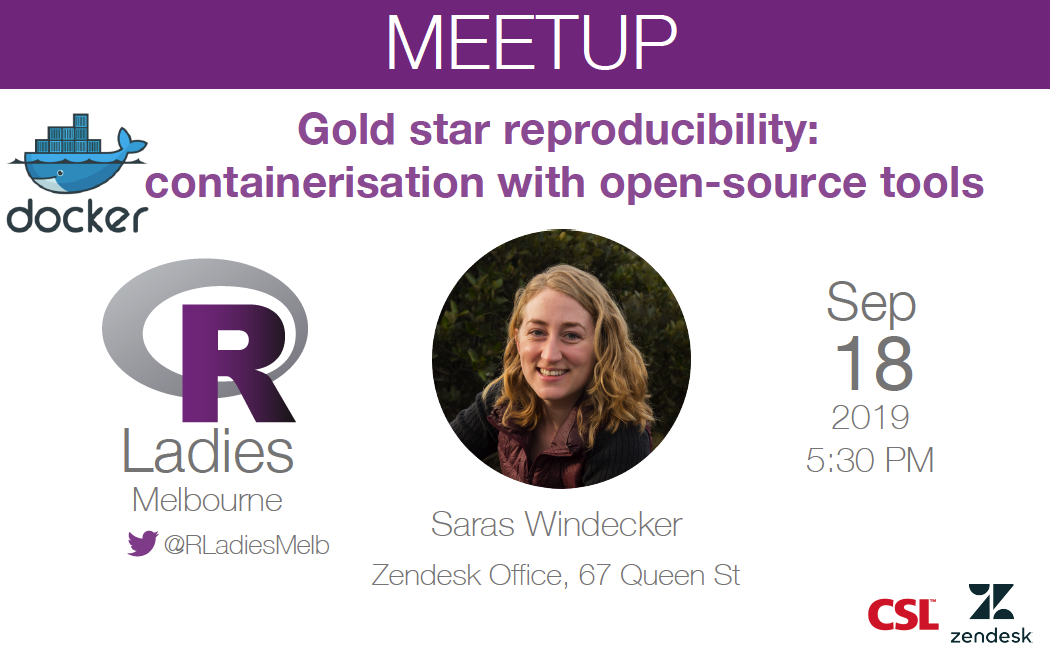 MEETUP
Gold star reproducibility:
containerisation with open-source tools
docker
R
Ladies
Melbourne
@RLadiesMelb
Saras Windecker
Zendesk Office, 67 Queen St
Sep
18
2019
5:30 PM
CSL™
zendesk